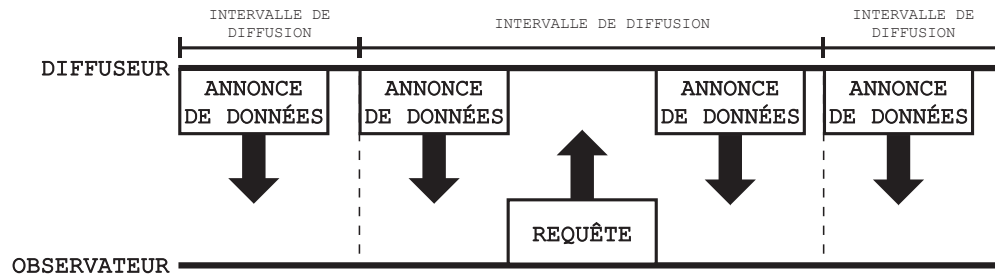 INTERVALLE DE
DIFFUSION
INTERVALLE DE DIFFUSION
INTERVALLE DE
DIFFUSION
DIFFUSEUR
ANNONCE
DE DONNÉES
ANNONCE
DE DONNÉES
ANNONCE
DE DONNÉES
ANNONCE
DE DONNÉES
REQUÊTE
OBSERVATEUR